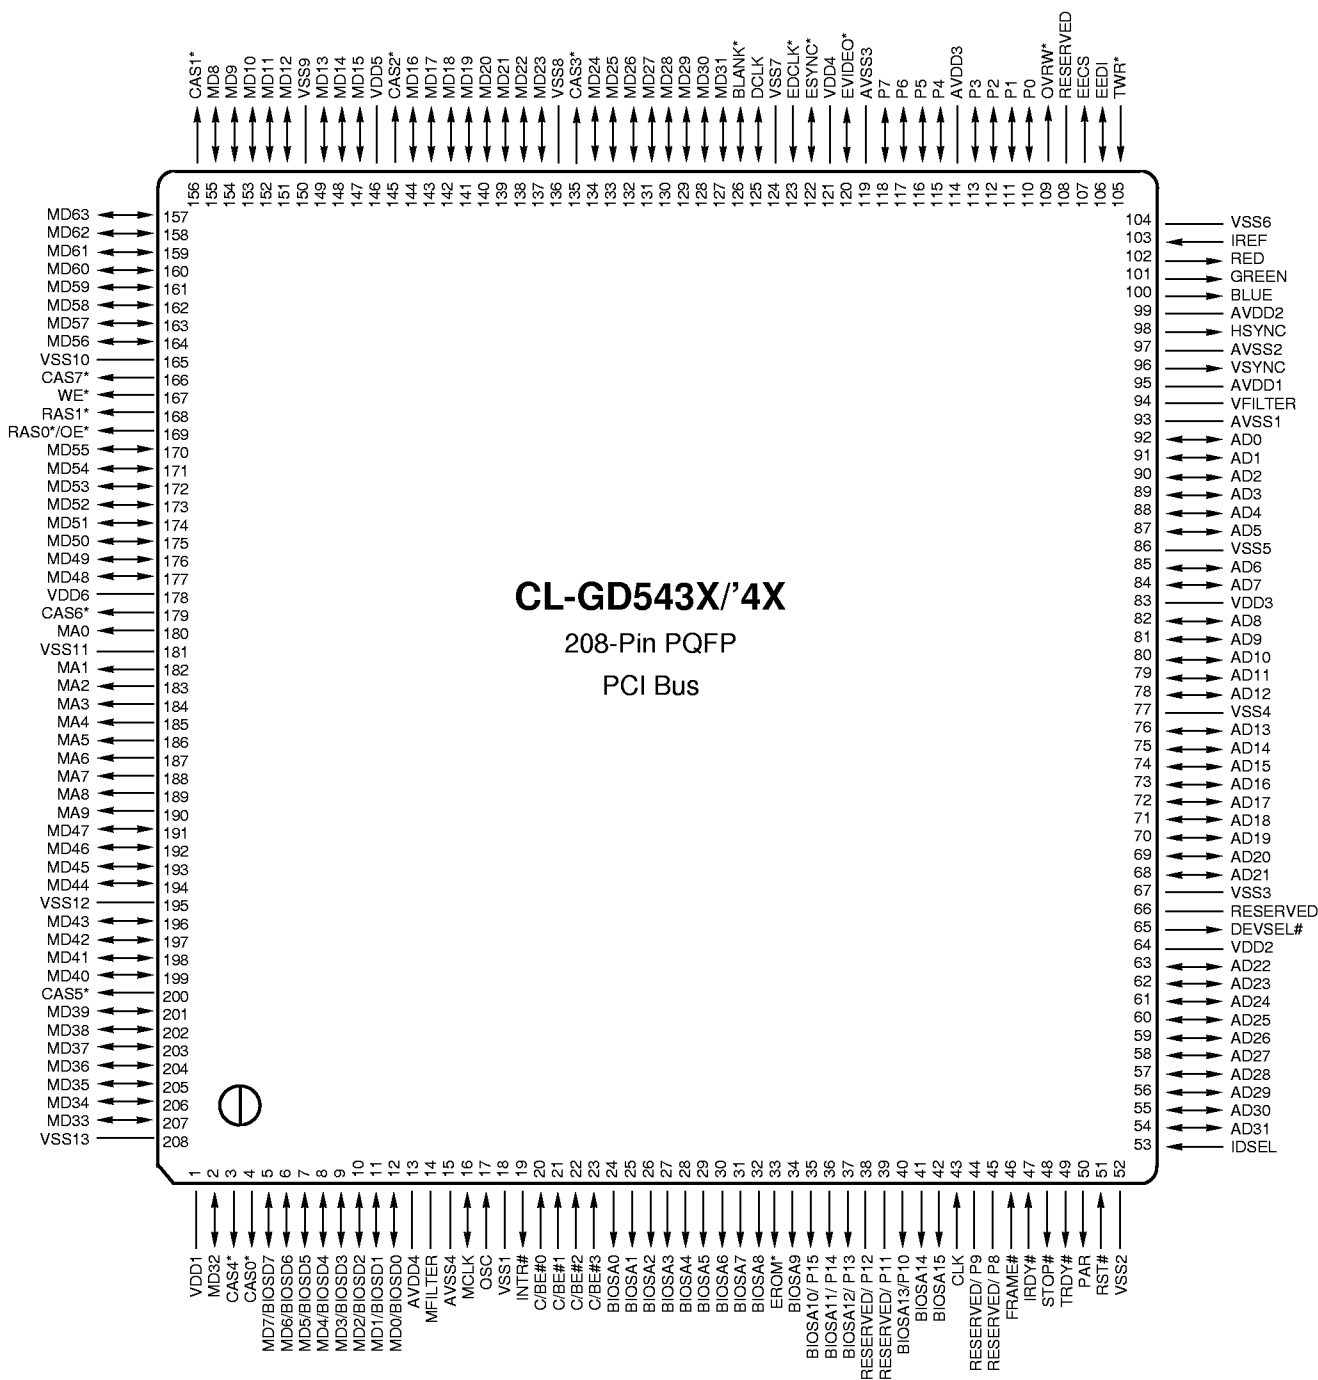 CAS1*
MD8
MD9
MD10
MD11
MD12
VSS9
MD13
MD14
MD15
VDD5
CAS2*
MD16
MD17
MD18
MD19
MD20
MD21
MD22
MD23
VSS8
CAS3*
MD24
MD25
MD26
MD27
MD28
MD29
MD30
MD31
BLANK*
DCLK
VSS7
EDCLK*
ESYNC*
VDD4
EVIDEO*
AVSS3
P7
P6
P5
P4
AVDD3
P3
P2
P1
P0
OVRW*
RESERVED
EECS
EEDI
TWR*
156
155
154
153
152
151
150
149
148
147
146
145
144
143
142
141
140
139
138
137
136
135
134
133
132
131
130
129
128
127
126
125
124
123
122
121
120
119
118
117
116
115
114
113
112
111
110
109
108
107
106
105
MD63 157
MD62 158
MD61 159
MD60 160
MD59 161
MD58 162
MD57 163
MD56 164
VSS10 165
CAS7* 166
WE* 167
RAS1* 168
RAS0*/OE* 169
MD55 170
MD54 171
MD53 172
MD52 173
MD51 174
MD50 175
MD49 176
MD48 177
VDD6 178
CAS6* 179
MA0 180
VSS11 181
MA1 182
MA2 183
MA3 184
MA4 185
MA5 186
MA6 187
MA7 188
MA8 189
MA9 190
MD47 191
MD46 192
MD45 193
MD44 194
VSS12 195
MD43 196
MD42 197
MD41 198
MD40 199
CAS5* 200
MD39 201
MD38 202
MD37 203
MD36 204
MD35 205
MD34 206
MD33 207
VSS13 208
CL-GD543X/'4X
208-Pin PQFP
PCI Bus
104 VSS6
103 IREF
102 RED
101 GREEN
100 BLUE
99 AVDD2
98 HSYNC
97 AVSS2
96 VSYNC
95 AVDD1
94 VFILTER
93 AVSS1
92 AD0
91 AD1
90 AD2
89 AD3
88 AD4
87 AD5
86 VSS5
85 AD6
84 AD7
83 VDD3
82 AD8
81 AD9
80 AD10
79 AD11
78 AD12
77 VSS4
76 AD13
75 AD14
74 AD15
73 AD16
72 AD17
71 AD18
70 AD19
69 AD20
68 AD21
67 VSS3
66 RESERVED
65 DEVSEL#
64 VDD2
63 AD22
62 AD23
61 AD24
60 AD25
59 AD26
58 AD27
57 AD28
56 AD29
55 AD30
54 AD31
53 IDSEL
1
2
3
4
5
6
7
8
9
10
11
12
13
14
15
16
17
18
19
20
21
22
23
24
25
26
27
28
29
30
31
32
33
34
35
36
37
38
39
40
41
42
43
44
45
46
47
48
49
50
51
52
VDD1
MD32
CAS4*
CAS0*
MD7/BIOSD7
MD6/BIOSD6
MD5/BIOSD5
MD4/BIOSD4
MD3/BIOSD3
MD2/BIOSD2
MD1/BIOSD1
MD0/BIOSD0
AVDD4
MFILTER
AVSS4
MCLK
OSC
VSS1
INTR#
C/BE#0
C/BE#1
C/BE#2
C/BE#3
BIOSA0
BIOSA1
BIOSA2
BIOSA3
BIOSA4
BIOSA5
BIOSA6
BIOSA7
BIOSA8
EROM*
BIOSA9
BIOSA10/ P15
BIOSA11/ P14
BIOSA12/ P13
RESERVED/ P12
RESERVED/ P11
BIOSA13/P10
BIOSA14
BIOSA15
CLK
RESERVED/ P9
RESERVED/ P8
FRAME#
IRDY#
STOP#
TRDY#
PAR
RST#
VSS2